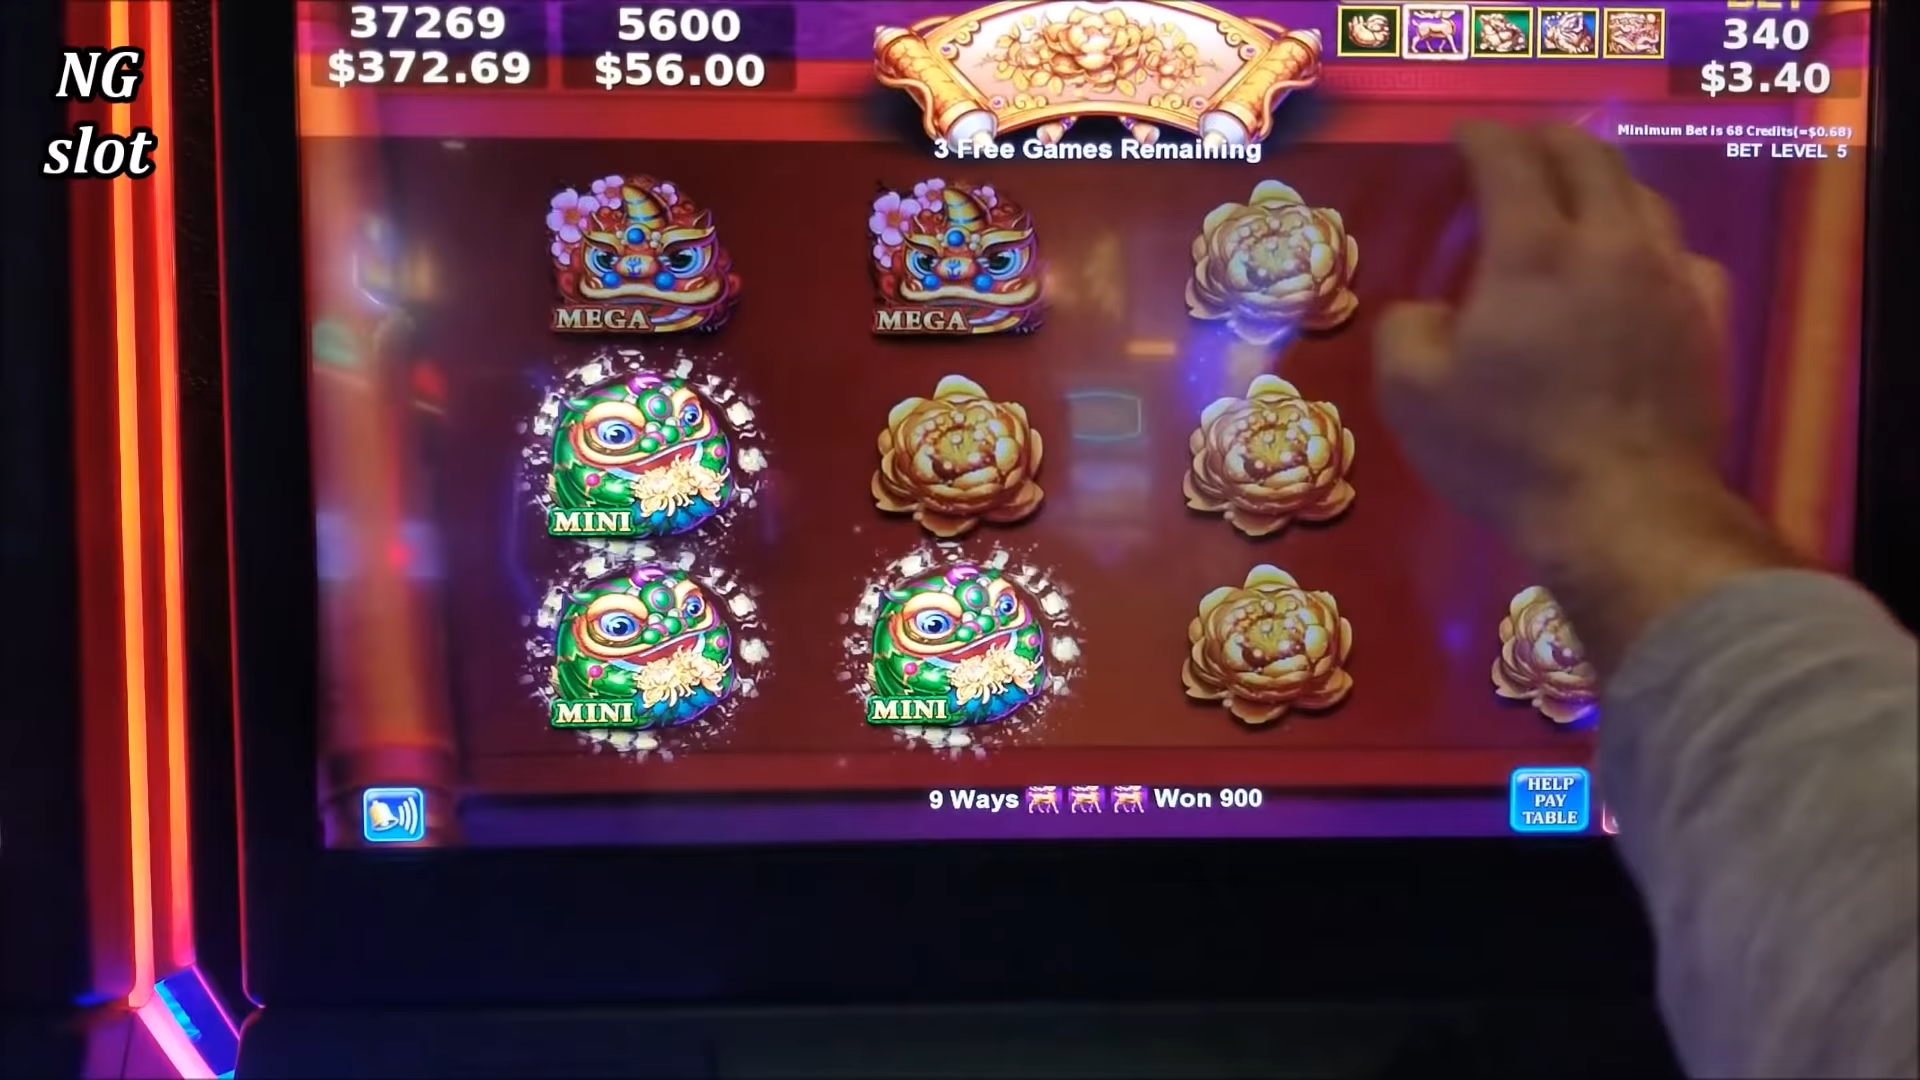 NG
slot
37269
$372.69
5600
$56.00
BET
340
$3.40
Minimum Bet is 68 Credits(=$0.68)
BET LEVEL 5
3 Free Games Remaining
MEGA
MEGA
MINI
MINI
MINI
9 Ways Won 900
HELP
PAY
TABLE